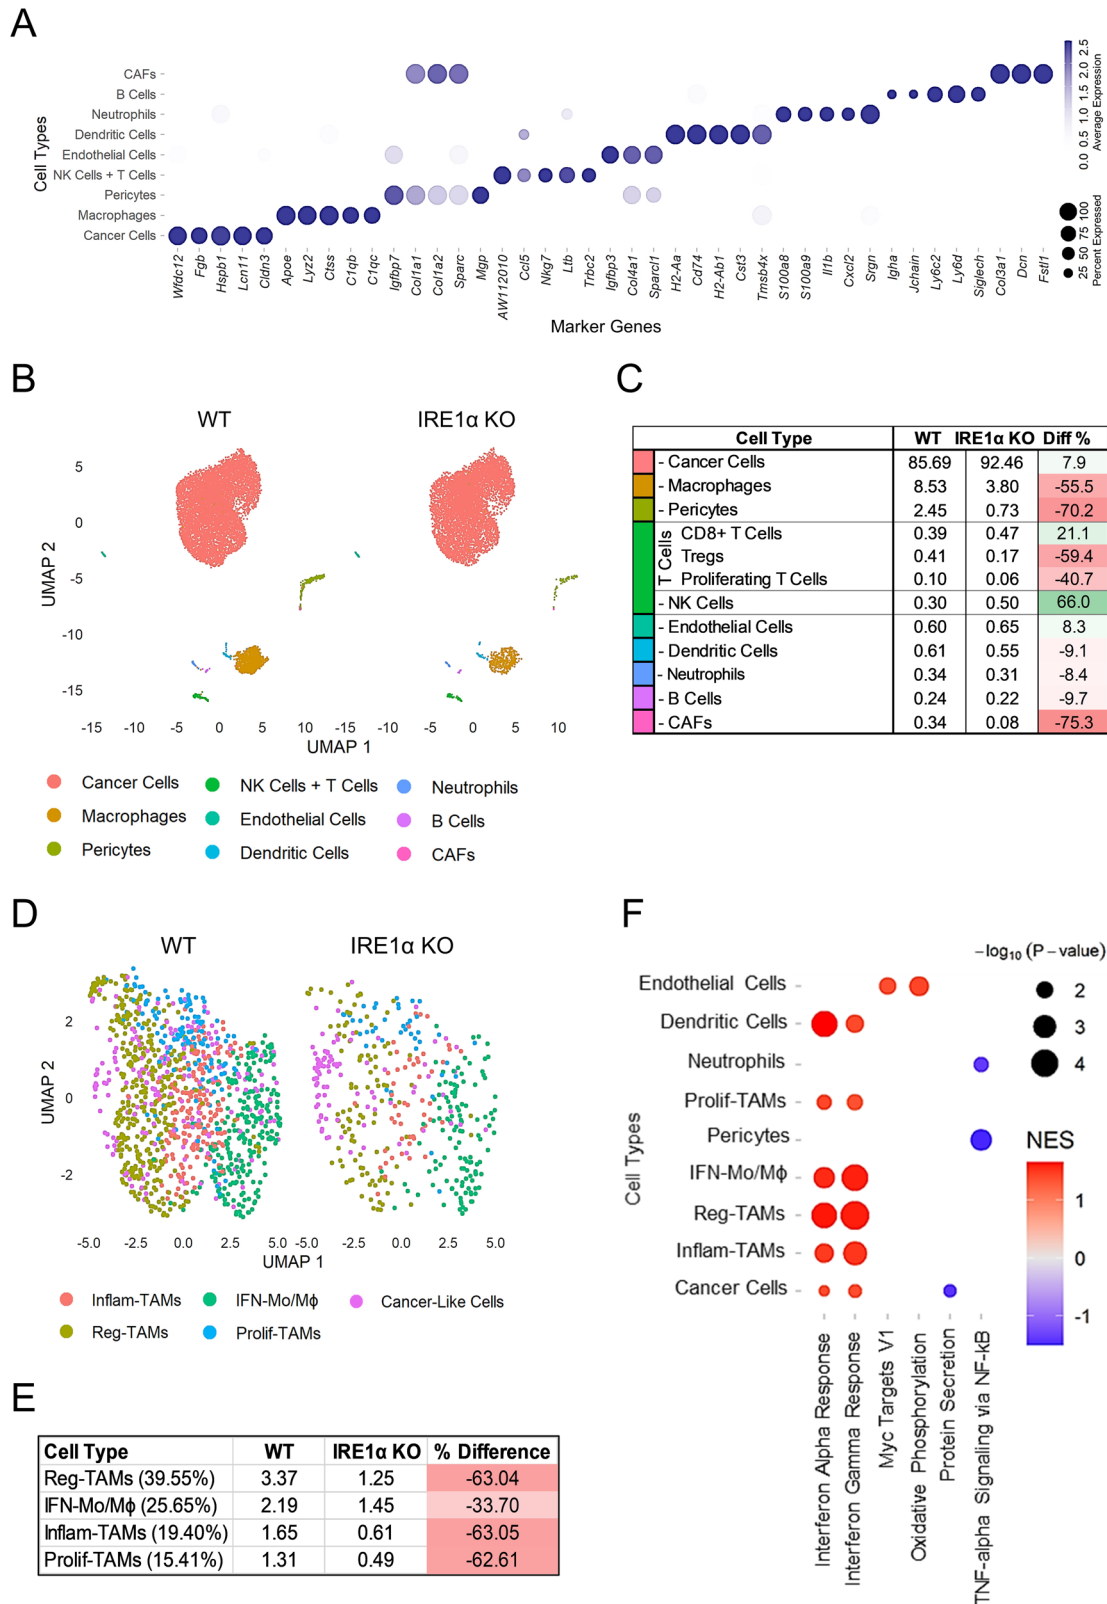 A
CAFs
B Cells
Neutrophils
Dendritic Cells
Endothelial Cells
NK Cells + T Cells
Pericytes
Macrophages
Cancer Cells
Cell Types
Wfdc12 Fgb Hspb1 Lcn11 Cldn3 Apoe Lyz2 Ctss C1qb C1qc Igfbp7 Col1a1 Col1a2 Sparc Mgp AW112010 Ccl5 Nkg7 Ltb Trbc2 Igfbp3 Col4a1 Sparcl1 H2-Aa Cd74 H2-Ab1 Cst3 Tmsb4x S100a8 S100a9 Il1b Cxcl2 Srgn Igha Jchain Ly6c2 Ly6d Siglech Col3a1 Dcn Fstl1
Marker Genes
0.0 0.5 1.0 1.5 2.0 2.5
Average Expression
100
75
50
25
Percent Expressed
B
WT IRE1α KO
5
0
-5
-10
-15
UMAP 2
-15 -10 -5 0 5 10 -15 -10 -5 0 5 10
UMAP 1
Cancer Cells NK Cells + T Cells Neutrophils
Macrophages Endothelial Cells B Cells
Pericytes Dendritic Cells CAFs
C
Cell Type WT IRE1α KO Diff %
- Cancer Cells 85.69 92.46 7.9
- Macrophages 8.53 3.80 -55.5
- Pericytes 2.45 0.73 -70.2
T Cells
CD8+ T Cells 0.39 0.47 21.1
Tregs 0.41 0.17 -59.4
Proliferating T Cells 0.10 0.06 -40.7
- NK Cells 0.30 0.50 66.0
- Endothelial Cells 0.60 0.65 8.3
- Dendritic Cells 0.61 0.55 -9.1
- Neutrophils 0.34 0.31 -8.4
- B Cells 0.24 0.22 -9.7
- CAFs 0.34 0.08 -75.3
D
WT IRE1α KO
2
0
-2
UMAP 2
-5.0 -2.5 0.0 2.5 5.0 -5.0 -2.5 0.0 2.5 5.0
UMAP 1
Inflam-TAMs IFN-Mo/Mϕ Cancer-Like Cells
Reg-TAMs Prolif-TAMs
E
Cell Type WT IRE1α KO % Difference
Reg-TAMs (39.55%) 3.37 1.25 -63.04
IFN-Mo/Mϕ (25.65%) 2.19 1.45 -33.70
Inflam-TAMs (19.40%) 1.65 0.61 -63.05
Prolif-TAMs (15.41%) 1.31 0.49 -62.61
F
Endothelial Cells
Dendritic Cells
Neutrophils
Prolif-TAMs
Pericytes
IFN-Mo/Mϕ
Reg-TAMs
Inflam-TAMs
Cancer Cells
Cell Types
Interferon Alpha Response
Interferon Gamma Response
Myc Targets V1
Oxidative Phosphorylation
Protein Secretion
TNF-alpha Signaling via NF-kB
-log10 (P-value)
2
3
4
NES
1
0
-1